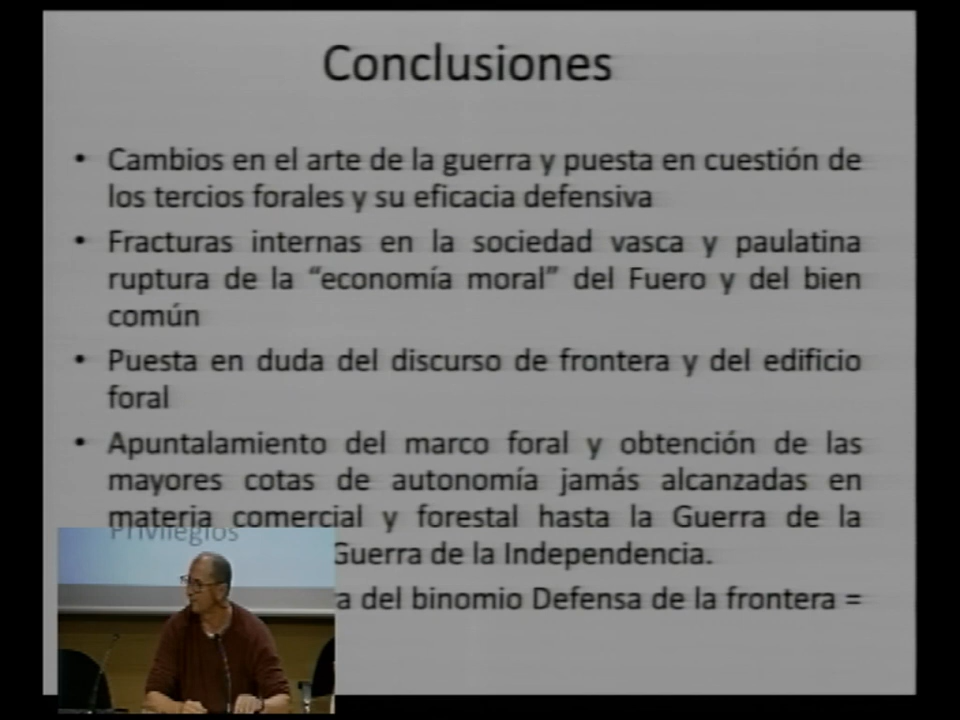 Conclusiones
• Cambios en el arte de la guerra y puesta en cuestión de
los tercios forales y su eficacia defensiva
• Fracturas internas en la sociedad vasca y paulatina
ruptura de la “economía moral” del Fuero y del bien
común
• Puesta en duda del discurso de frontera y del edificio
foral
• Apuntalamiento del marco foral y obtención de las
mayores cotas de autonomía jamás alcanzadas en
materia comercial y forestal hasta la Guerra de la
Guerra de la Independencia.
del binomio Defensa de la frontera =
Privilegios